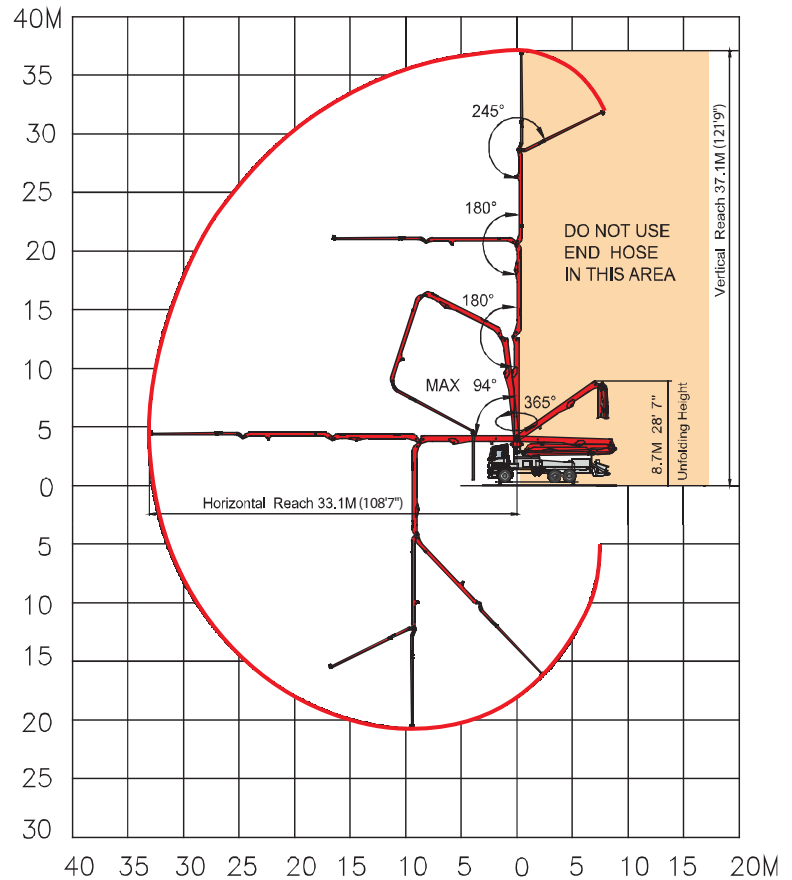 40M
35
30
25
20
15
10
5
0
5
10
15
20
25
30
40 35 30 25 20 15 10 5 0 5 10 15 20M
245°
180°
180°
MAX 94°
365°
DO NOT USE
END HOSE
IN THIS AREA
Vertical Reach 37.1M (121'9")
8.7M 28' 7"
Unfolding Height
Horizontal Reach 33.1M (108'7")